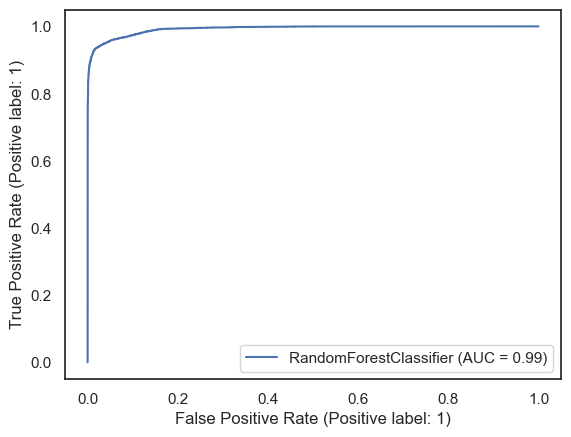 1.0
0.8
0.6
0.4
0.2
0.0
True Positive Rate (Positive label: 1)
RandomForestClassifier (AUC = 0.99)
0.0 0.2 0.4 0.6 0.8 1.0
False Positive Rate (Positive label: 1)